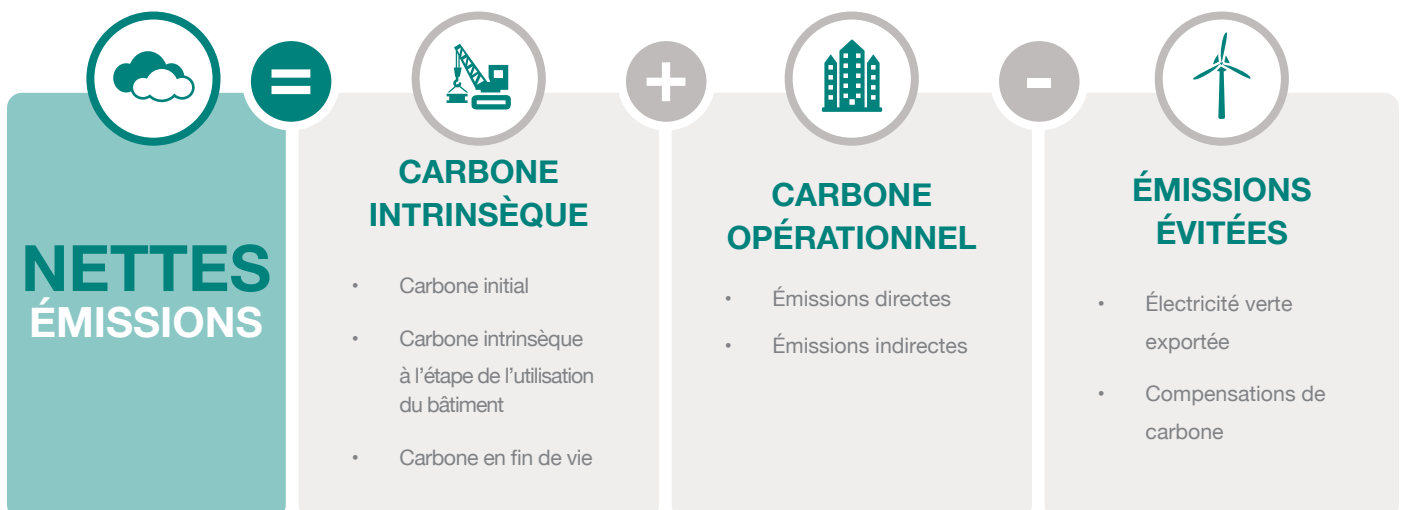 NETTES
ÉMISSIONS
=
CARBONE
INTRINSÈQUE
• Carbone initial
• Carbone intrinsèque
à l’étape de l’utilisation
du bâtiment
• Carbone en fin de vie
+
CARBONE
OPÉRATIONNEL
• Émissions directes
• Émissions indirectes
-
ÉMISSIONS
ÉVITÉES
• Électricité verte
exportée
• Compensations de
carbone